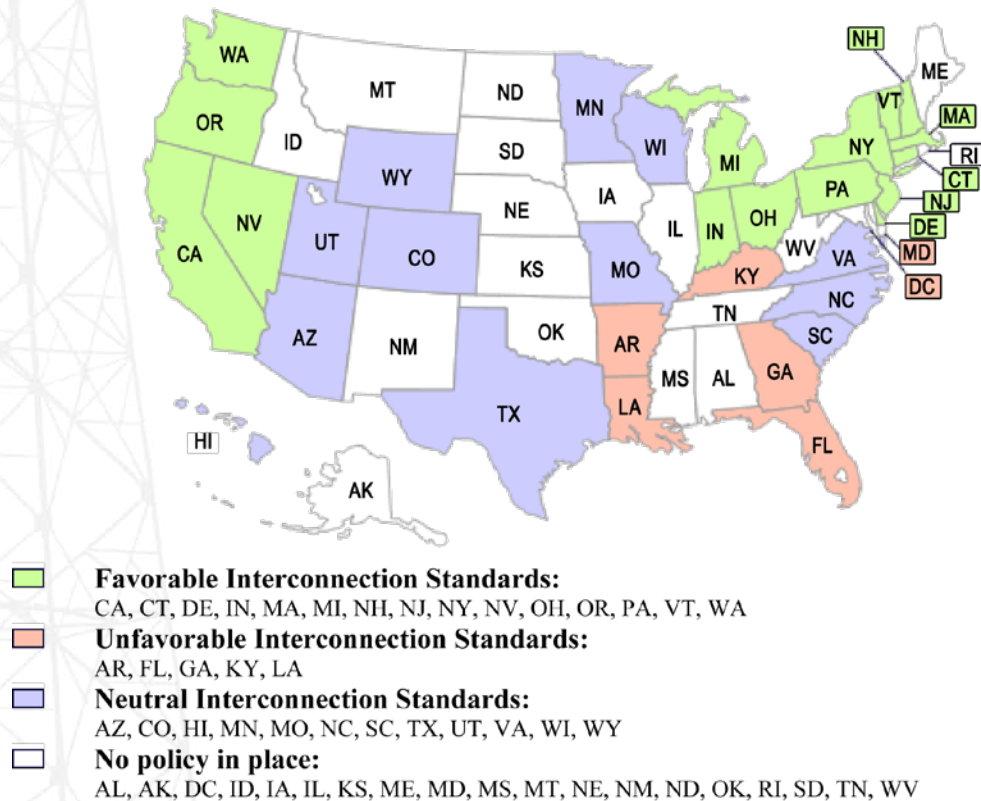 WA
NH
ME
MT
ND
MN
VT
MA
OR
ID
SD
WI
NY
RI
MI
CT
WY
IA
PA
NJ
NV
NE
IL
IN
OH
DE
CA
UT
CO
WV
MD
KS
MO
KY
VA
DC
AZ
NM
OK
AR
TN
NC
SC
MS
AL
GA
TX
LA
FL
HI
AK
Favorable Interconnection Standards:
CA, CT, DE, IN, MA, MI, NH, NJ, NY, NV, OH, OR, PA, VT, WA
Unfavorable Interconnection Standards:
AR, FL, GA, KY, LA
Neutral Interconnection Standards:
AZ, CO, HI, MN, MO, NC, SC, TX, UT, VA, WI, WY
No policy in place:
AL, AK, DC, ID, IA, IL, KS, ME, MD, MS, MT, NE, NM, ND, OK, RI, SD, TN, WV